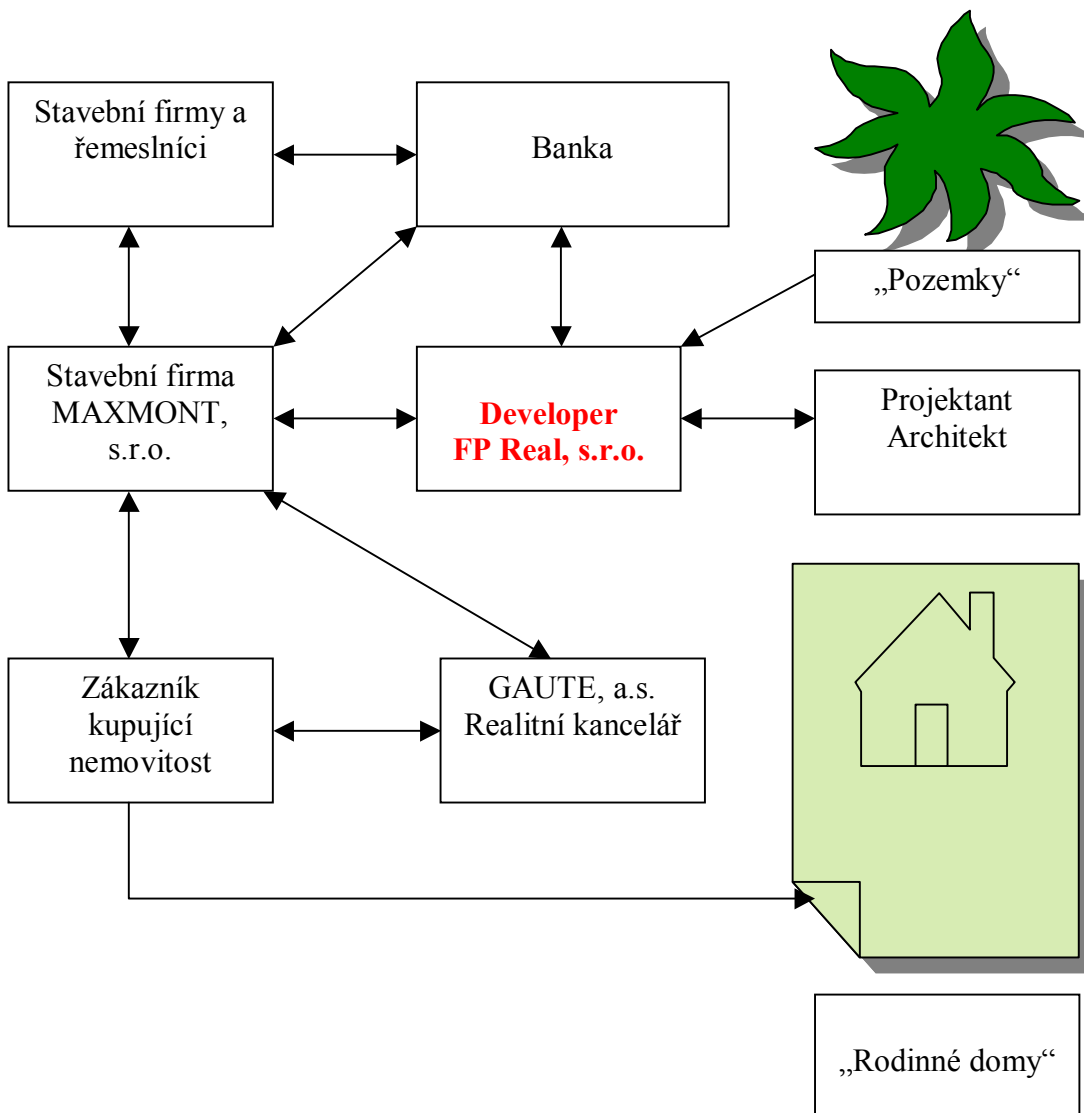 Stavební firmy a
řemeslníci
Banka
„Pozemky“
Stavební firma
MAXMONT,
s.r.o.
Developer
FP Real, s.r.o.
Projektant
Architekt
Zákazník
kupující
nemovitost
GAUTE, a.s.
Realitní kancelář
„Rodinné domy“